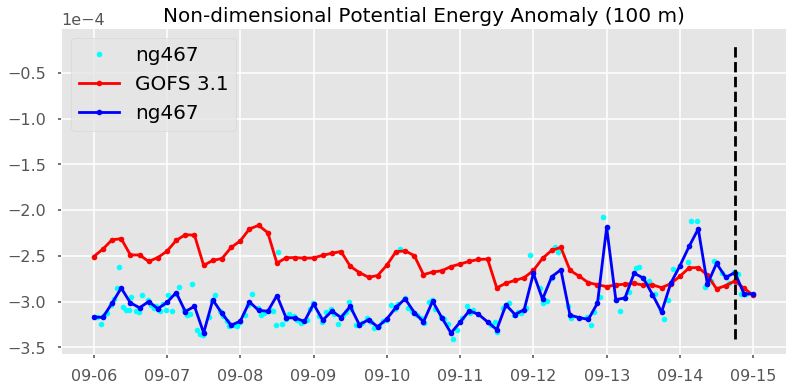 Non-dimensional Potential Energy Anomaly (100 m)
1e−4
ng467
GOFS 3.1
ng467
−0.5
−1.0
−1.5
−2.0
−2.5
−3.0
−3.5
09-06 09-07 09-08 09-09 09-10 09-11 09-12 09-13 09-14 09-15